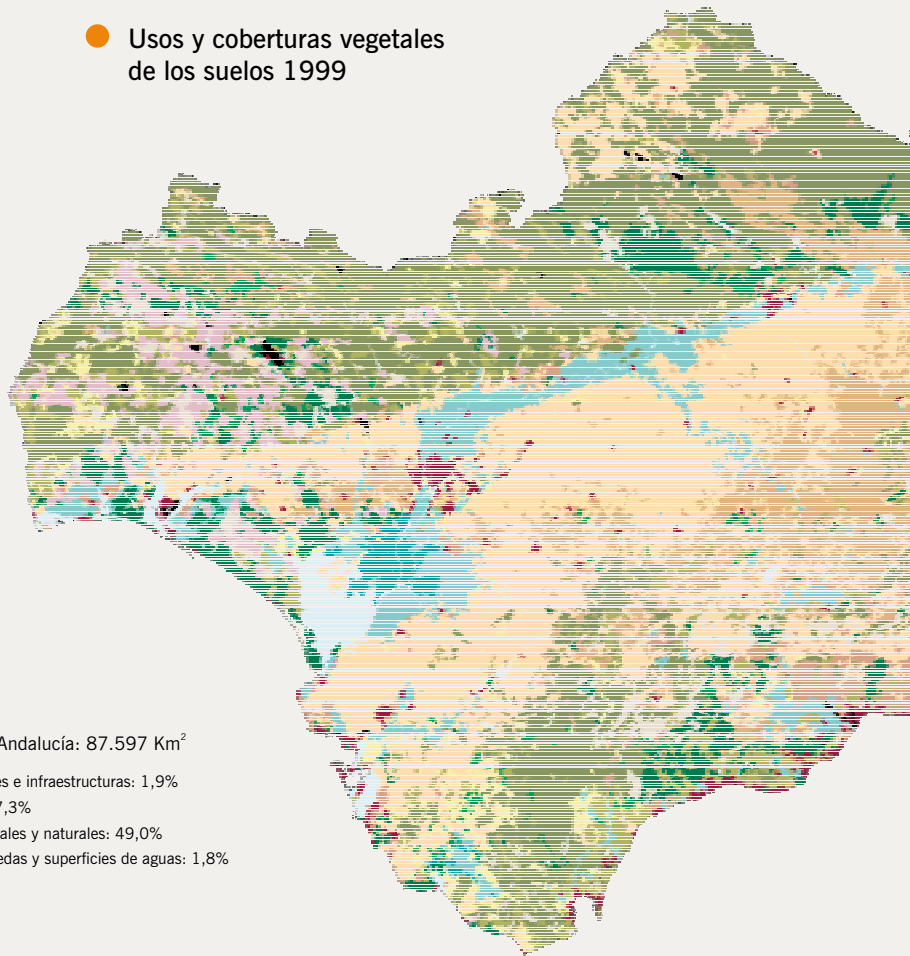 Usos y coberturas vegetales
de los suelos 1999
Andalucía: 87.597 Km²
es e infraestructuras: 1,9%
7,3%
ales y naturales: 49,0%
edas y superficies de aguas: 1,8%